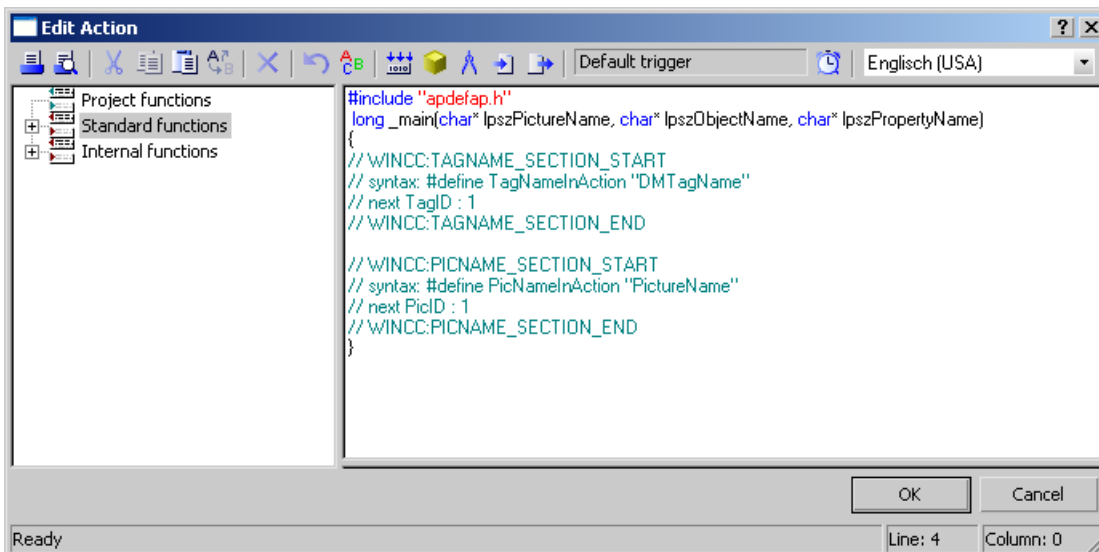 Edit Action
Default trigger
Englisch (USA)
Project functions
Standard functions
Internal functions
#include "apdefap.h"
long _main(char* lpszPictureName, char* lpszObjectName, char* lpszPropertyName)
{
// WINCC:TAGNAME_SECTION_START
// syntax: #define TagNameInAction "DMTagName"
// next TagID : 1
// WINCC:TAGNAME_SECTION_END
// WINCC:PICNAME_SECTION_START
// syntax: #define PicNameInAction "PictureName"
// next PicID : 1
// WINCC:PICNAME_SECTION_END
}
OK
Cancel
Ready
Line: 4
Column: 0